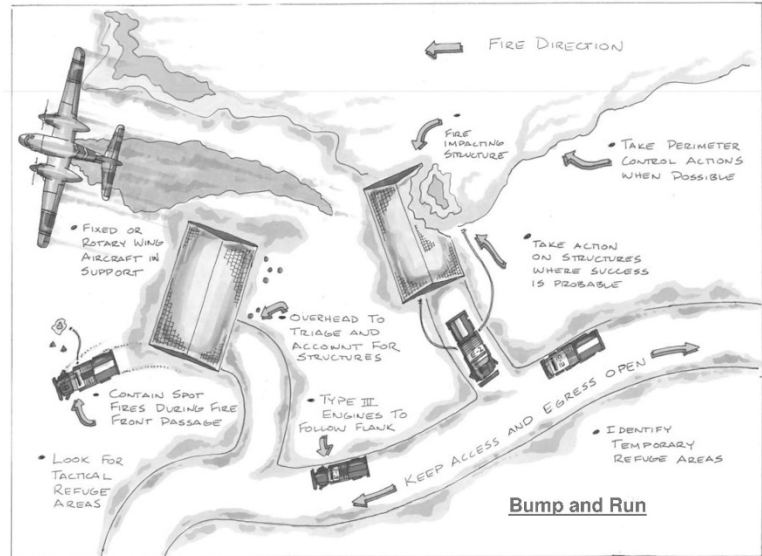 FIRE DIRECTION
• FIRE
IMPACTING
STRUCTURE
• TAKE PERIMETER
CONTROL ACTIONS
WHEN POSSIBLE
• FIXED OR
ROTARY WING
AIRCRAFT IN
SUPPORT
• TAKE ACTION
ON STRUCTURES
WHERE SUCCESS
IS PROBABLE
• OVERHEAD TO
TRIAGE AND
ACCOUNT FOR
STRUCTURES
• CONTAIN SPOT
FIRES DURING FIRE
FRONT PASSAGE
• TYPE III
ENGINES TO
FOLLOW FLANK
KEEP ACCESS AND EGRESS OPEN
• IDENTIFY
TEMPORARY
REFUGE AREAS
• LOOK FOR
TACTICAL
REFUGE
AREAS
Bump and Run